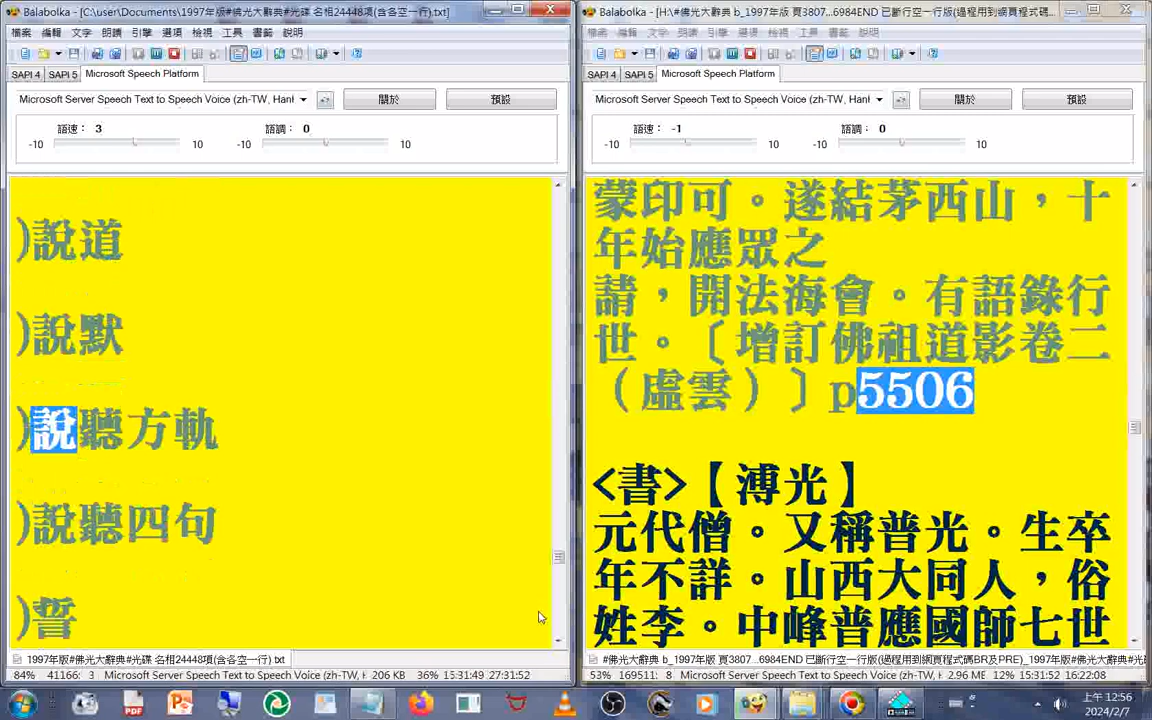 Balabolka - [C:\user\Documents\1997年版#佛光大辭典#光碟 名相24448項(含各空一行).txt]
檔案 編輯 文字 朗讀 引擎 選項 檢視 工具 書籤 說明
SAPI 4 SAPI 5 Microsoft Speech Platform
Microsoft Server Speech Text to Speech Voice (zh-TW, Han 關於 預設
語速： 3 語調： 0
-10 10 -10 10
)說道
)說默
)說聽方軌
)說聽四句
)誓
1997年版#佛光大辭典#光碟 名相24448項(含各空一行).txt
84% 41166: 3 Microsoft Speech Text to Speech Voice (zh-TW, H 206 KB 36% 15:31:49 27:31:52
Balabolka - [H:\#佛光大辭典 b_1997年版 頁3807...6984END 已斷行空一行版(過程用到網頁程式碼...
檔案 編輯 文字 朗讀 引擎 選項 檢視 工具 書籤 說明
SAPI 4 SAPI 5 Microsoft Speech Platform
Microsoft Server Speech Text to Speech Voice (zh-TW, Han 關於 預設
語速： -1 語調： 0
-10 10 -10 10
蒙印可。遂結茅西山，十
年始應眾之
請，開法海會。有語錄行
世。〔增訂佛祖道影卷二
（虛雲）〕p5506
<書>【溥光】
元代僧。又稱普光。生卒
年不詳。山西大同人，俗
姓李。中峰普應國師七世
#佛光大辭典 b_1997年版 頁3807...6984END 已斷行空一行版(過程用到網頁程式碼BR及PRE)_1997年版#佛光
53% 169511: 8 Microsoft Server Speech Text to Speech Voice (zh-TW, H 2.96 ME 12% 15:31:52 16:22:08
上午 12:56
2024/2/7